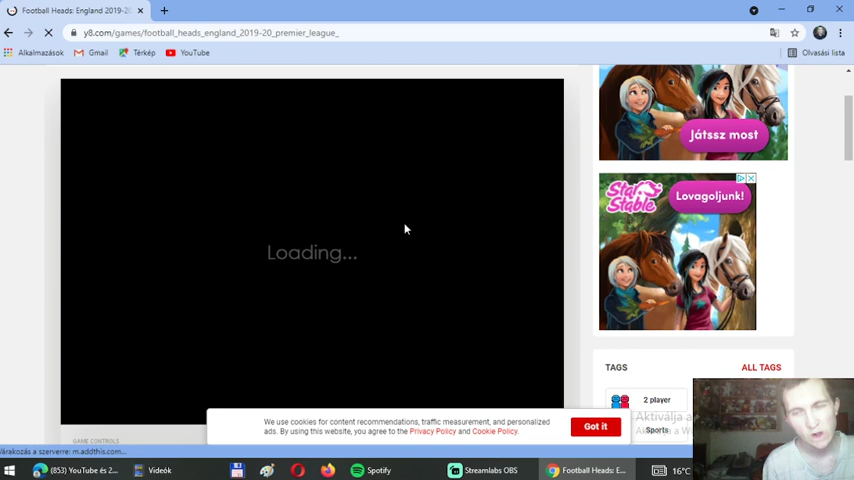 Football Heads: England 2019-20
y8.com/games/football_heads_england_2019-20_premier_league_
Alkalmazások
Gmail
Térkép
YouTube
Olvasási lista
Játssz most
Star Stable
Lovagoljunk!
Loading...
TAGS
ALL TAGS
2 player
Sports
Aktiválja a
We use cookies for content recommendations, traffic measurement, and personalized
ads. By using this website, you agree to the Privacy Policy and Cookie Policy.
Got it
GAME CONTROLS
Várakozás a szerverre: m.addthis.com...
(853) YouTube és 2...
Videók
Spotify
Streamlabs OBS
Football Heads: E...
16°C